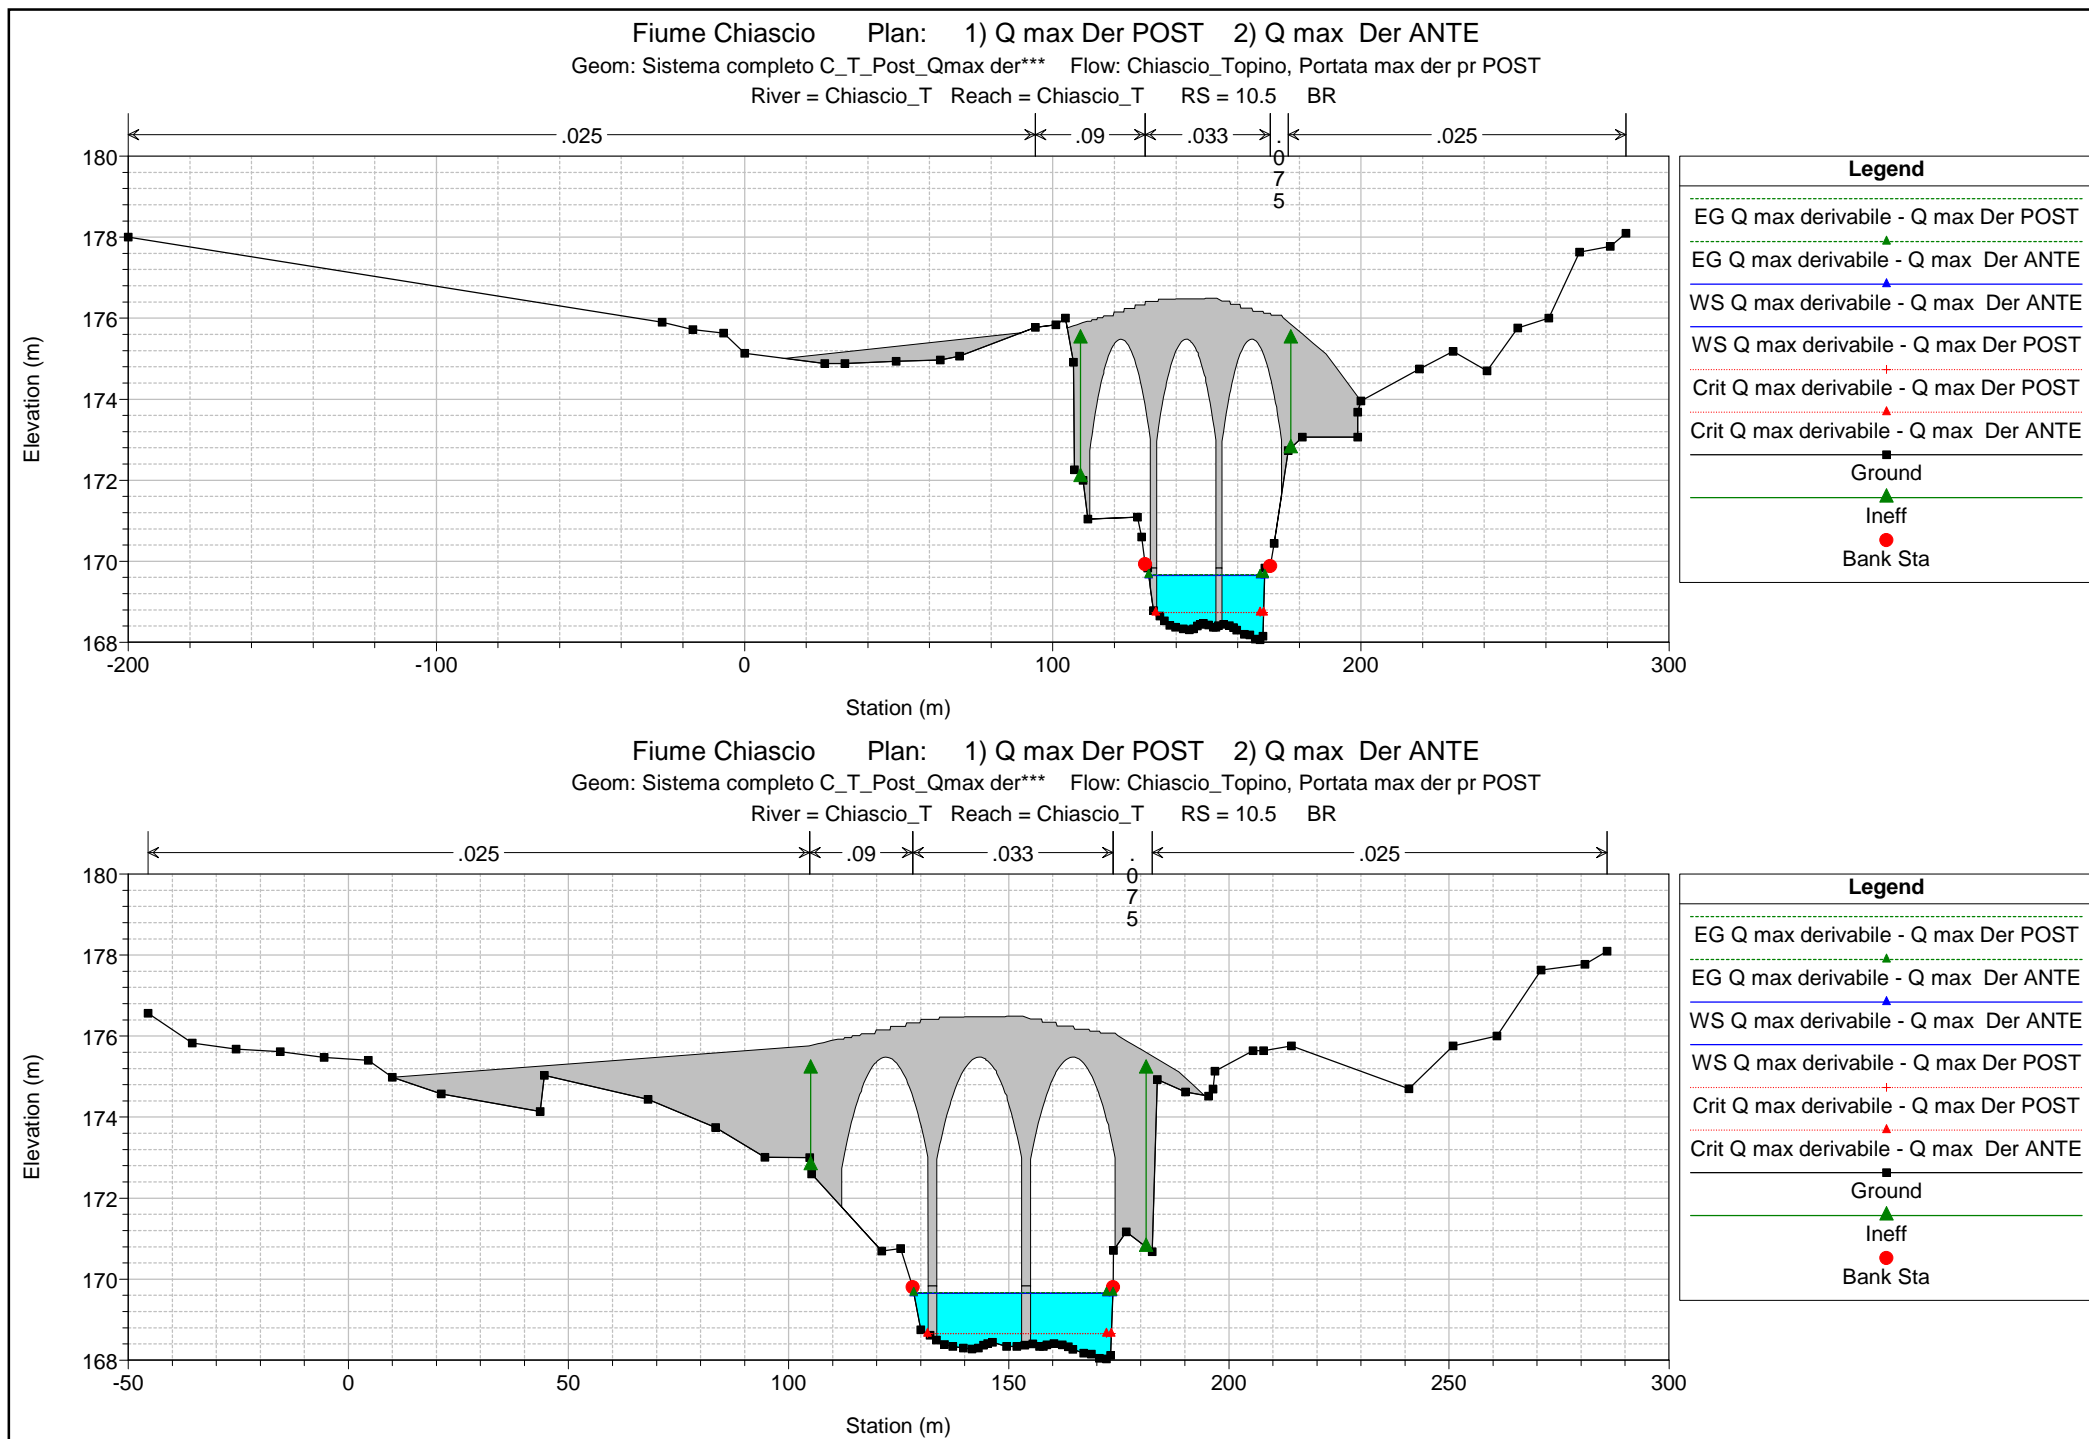 Fiume Chiascio Plan: 1) Q max Der POST 2) Q max Der ANTE
Geom: Sistema completo C_T_Post_Qmax der*** Flow: Chiascio_Topino, Portata max der pr POST
River = Chiascio_T Reach = Chiascio_T RS = 10.5 BR
.025 .09 .033 .075 .025
180
178
176
174
172
170
168
Elevation (m)
-200 -100 0 100 200 300
Station (m)
Legend
EG Q max derivabile - Q max Der POST
EG Q max derivabile - Q max Der ANTE
WS Q max derivabile - Q max Der ANTE
WS Q max derivabile - Q max Der POST
Crit Q max derivabile - Q max Der POST
Crit Q max derivabile - Q max Der ANTE
Ground
Ineff
Bank Sta
Fiume Chiascio Plan: 1) Q max Der POST 2) Q max Der ANTE
Geom: Sistema completo C_T_Post_Qmax der*** Flow: Chiascio_Topino, Portata max der pr POST
River = Chiascio_T Reach = Chiascio_T RS = 10.5 BR
.025 .09 .033 .075 .025
180
178
176
174
172
170
168
Elevation (m)
-50 0 50 100 150 200 250 300
Station (m)
Legend
EG Q max derivabile - Q max Der POST
EG Q max derivabile - Q max Der ANTE
WS Q max derivabile - Q max Der ANTE
WS Q max derivabile - Q max Der POST
Crit Q max derivabile - Q max Der POST
Crit Q max derivabile - Q max Der ANTE
Ground
Ineff
Bank Sta